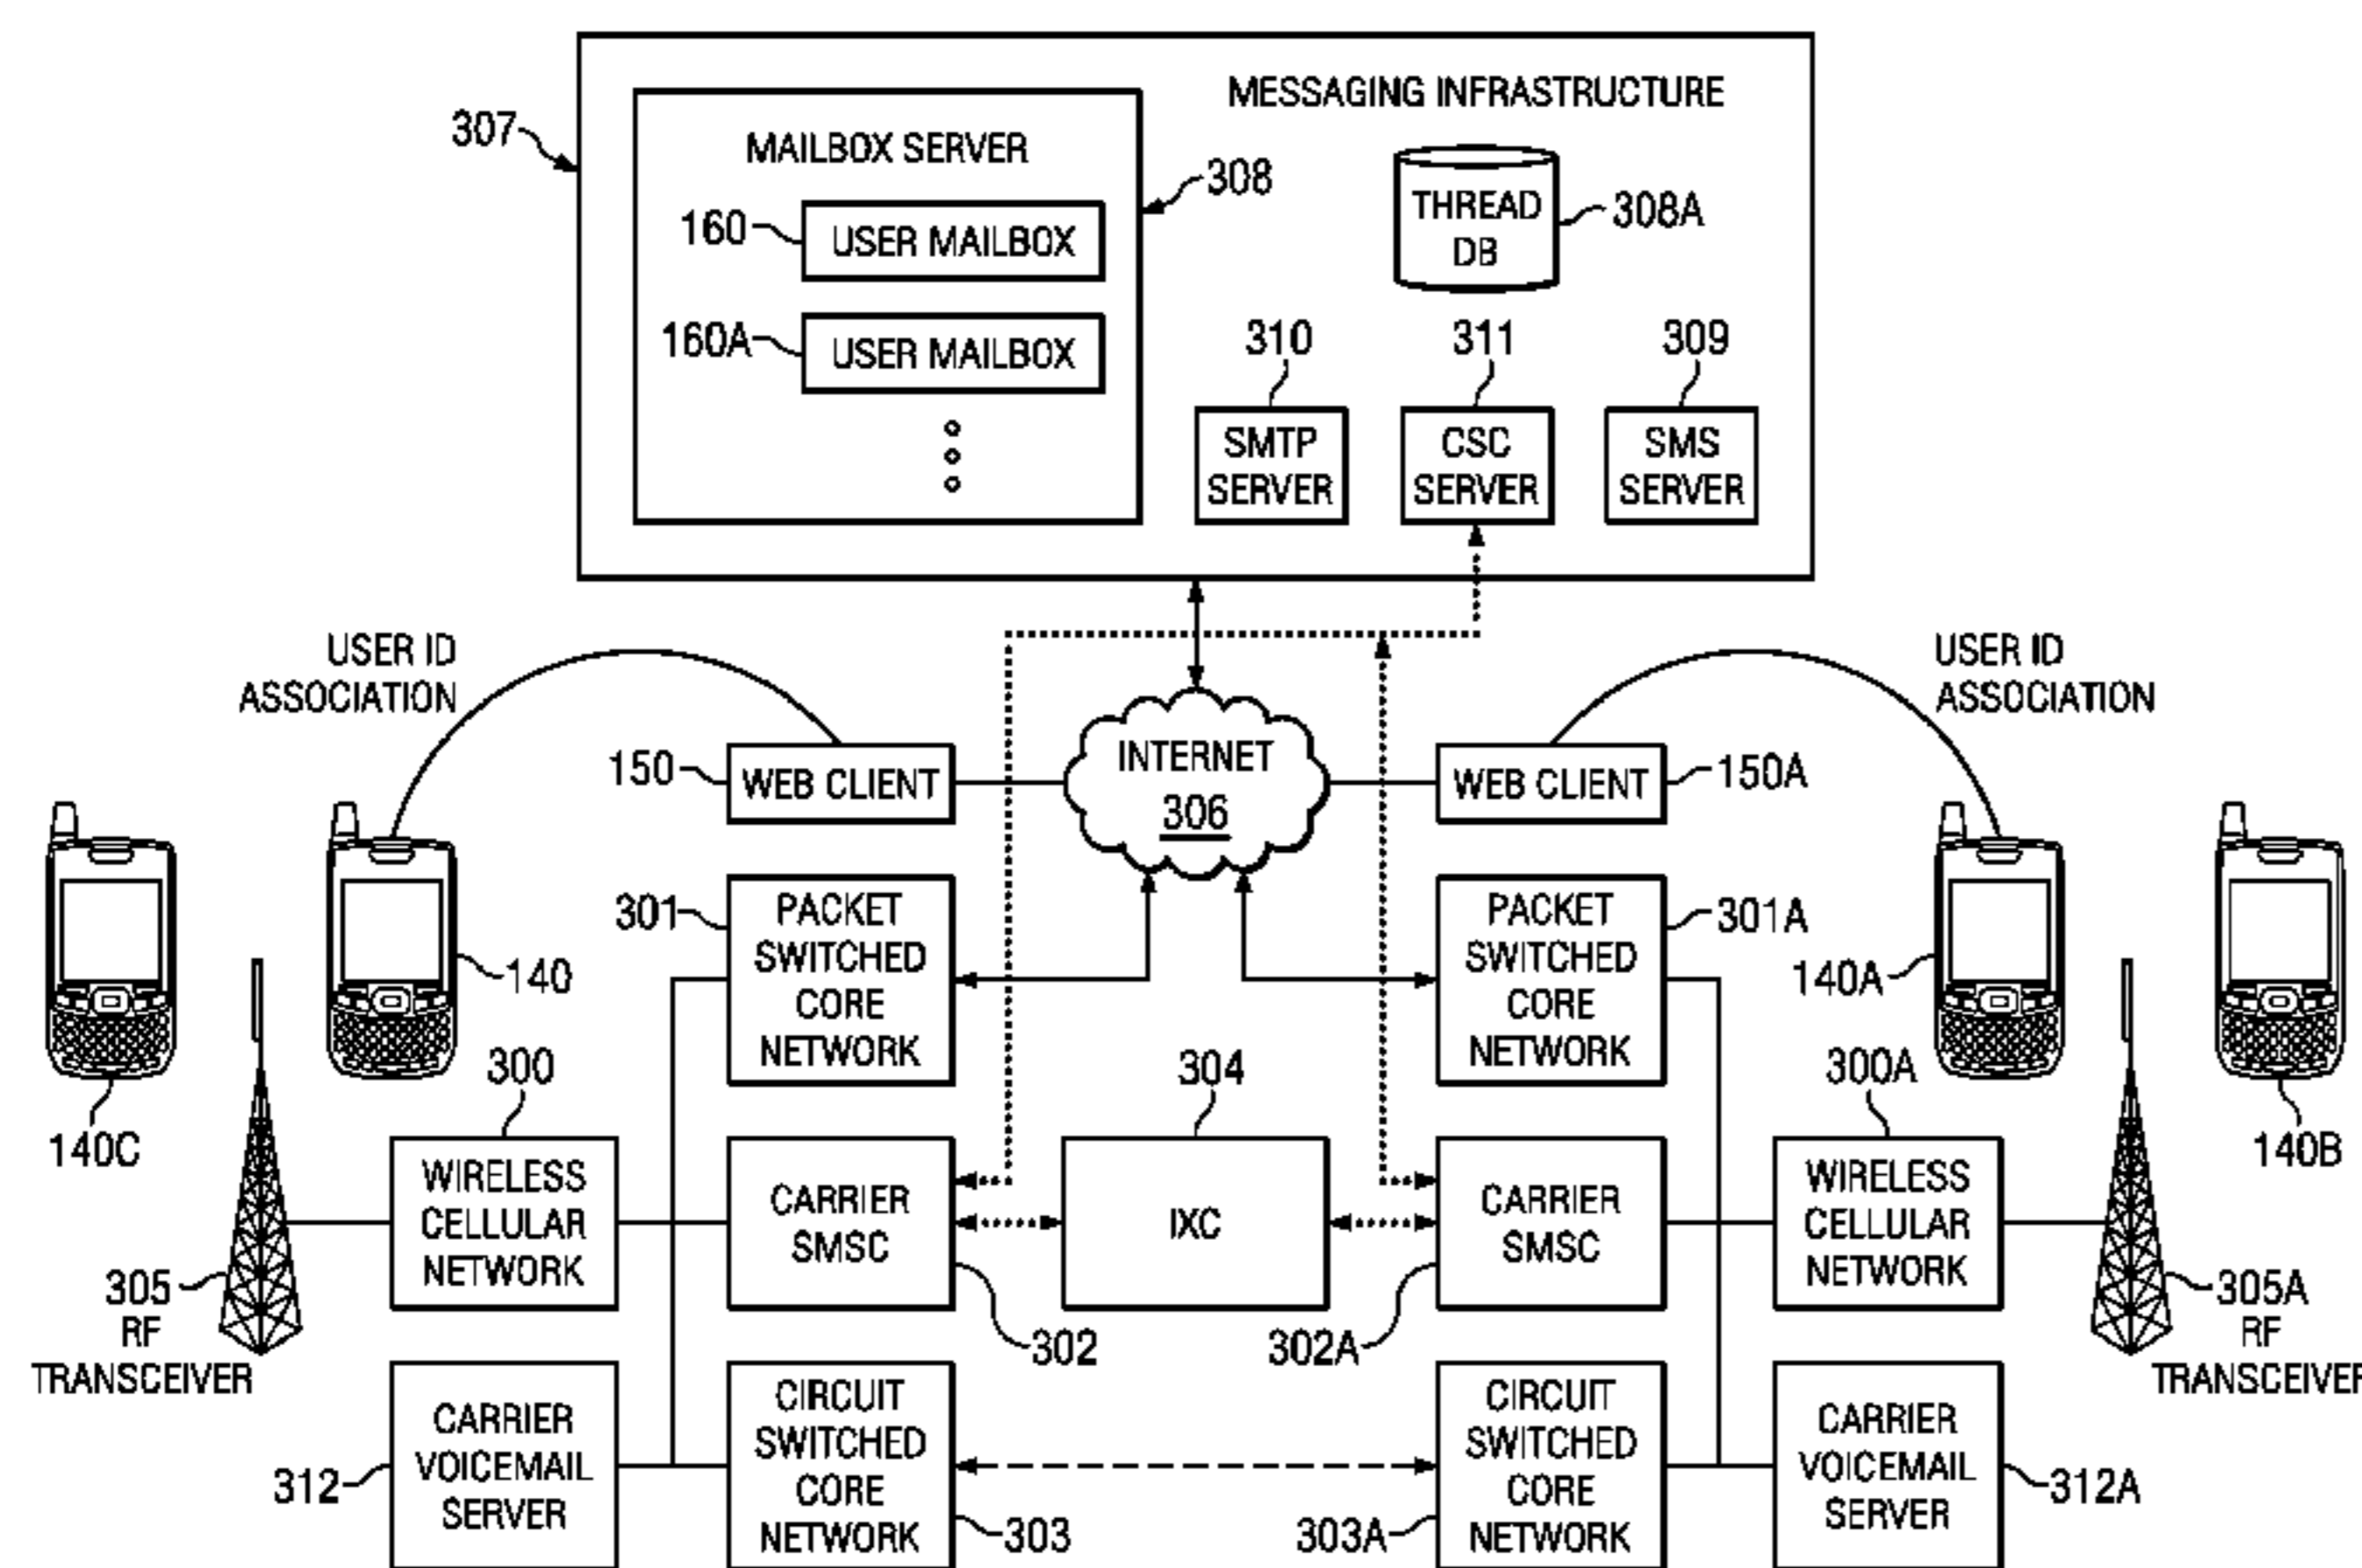 MESSAGING INFRASTRUCTURE
307
MAILBOX SERVER
308
THREAD
DB
308A
160
USER MAILBOX
160A
USER MAILBOX
310
311
309
SMTP
SERVER
CSC
SERVER
SMS
SERVER
USER ID
ASSOCIATION
USER ID
ASSOCIATION
150
WEB CLIENT
INTERNET
306
WEB CLIENT
150A
301
PACKET
SWITCHED
CORE
NETWORK
PACKET
SWITCHED
CORE
NETWORK
301A
140
140A
140C
140B
300
304
300A
WIRELESS
CELLULAR
NETWORK
CARRIER
SMSC
IXC
CARRIER
SMSC
WIRELESS
CELLULAR
NETWORK
305
RF
TRANSCEIVER
302
302A
305A
RF
TRANSCEIVER
312
CARRIER
VOICEMAIL
SERVER
CIRCUIT
SWITCHED
CORE
NETWORK
303
303A
CIRCUIT
SWITCHED
CORE
NETWORK
CARRIER
VOICEMAIL
SERVER
312A